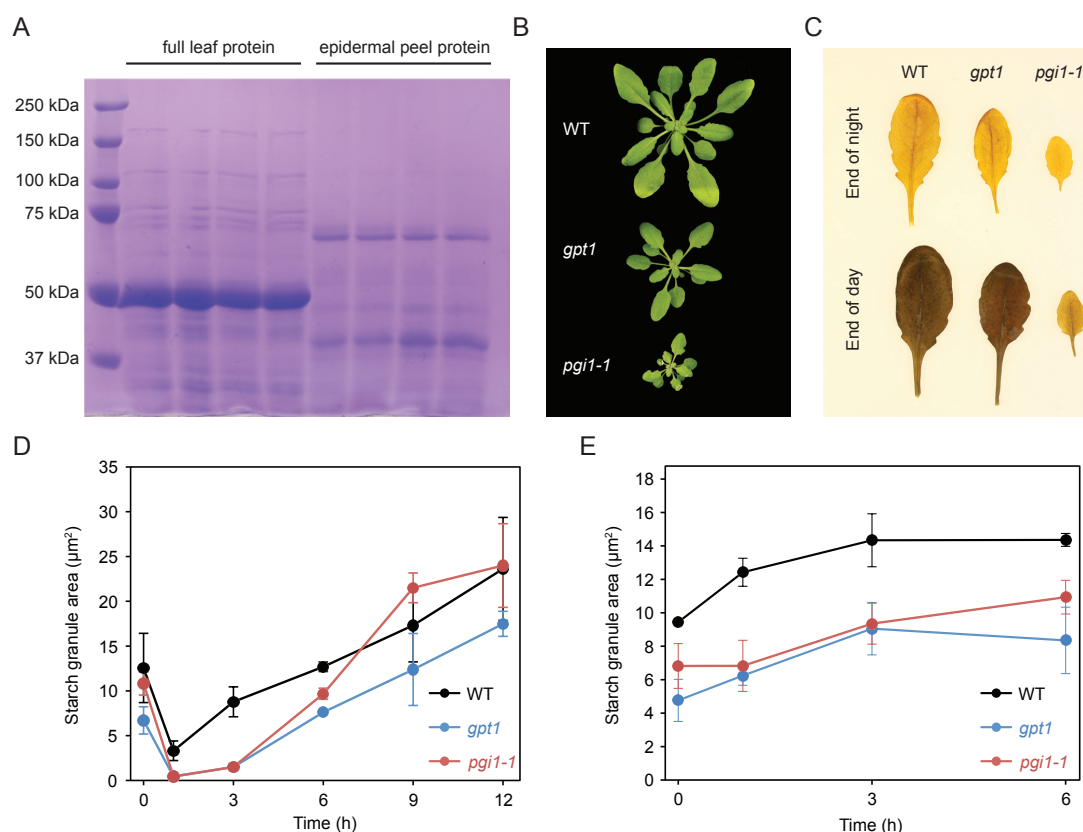 A
full leaf protein
epidermal peel protein
250 kDa
150 kDa
100 kDa
75 kDa
50 kDa
37 kDa
B
WT
gpt1
pgi1-1
C
WT
gpt1
pgi1-1
End of night
End of day
D
35
30
25
20
15
10
5
0
Starch granule area (µm²)
WT
gpt1
pgi1-1
0
3
6
9
12
Time (h)
E
18
16
14
12
10
8
6
4
2
0
Starch granule area (µm²)
WT
gpt1
pgi1-1
0
3
6
Time (h)